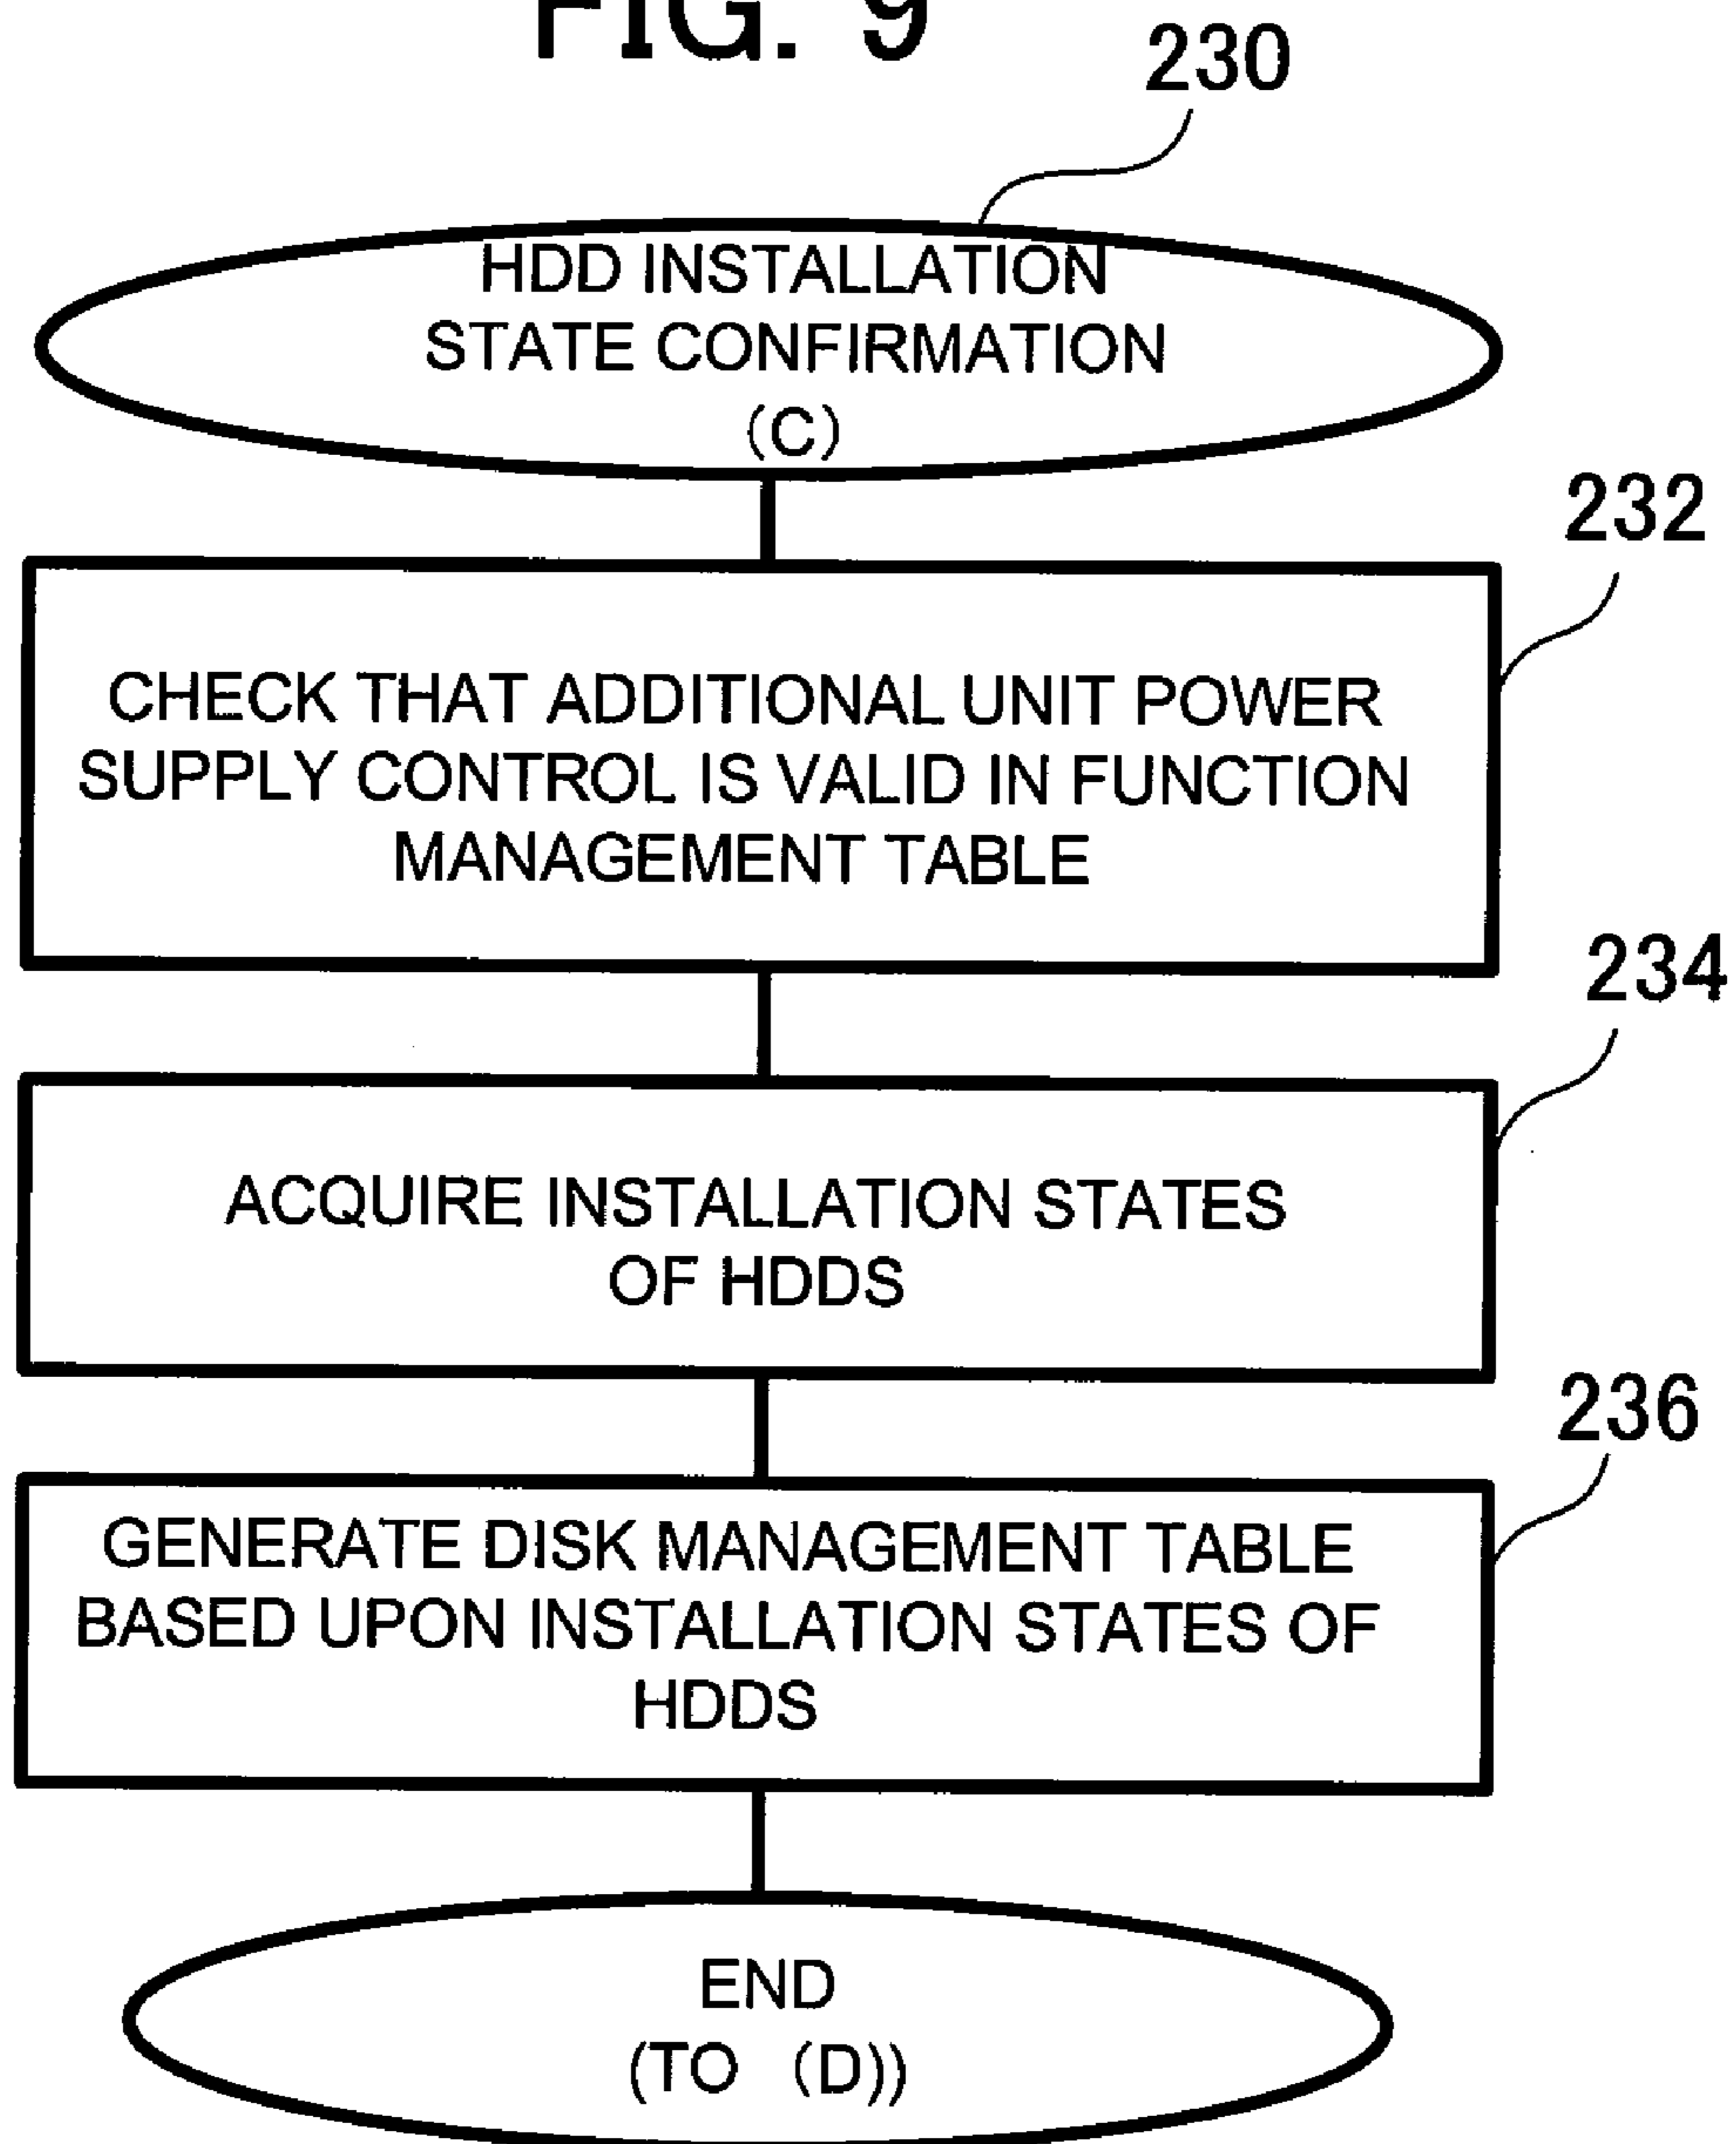 FIG. 9
230
HDD INSTALLATION
STATE CONFIRMATION
(C)
232
CHECK THAT ADDITIONAL UNIT POWER
SUPPLY CONTROL IS VALID IN FUNCTION
MANAGEMENT TABLE
234
ACQUIRE INSTALLATION STATES
OF HDDS
236
GENERATE DISK MANAGEMENT TABLE
BASED UPON INSTALLATION STATES OF
HDDS
END
(TO (D))